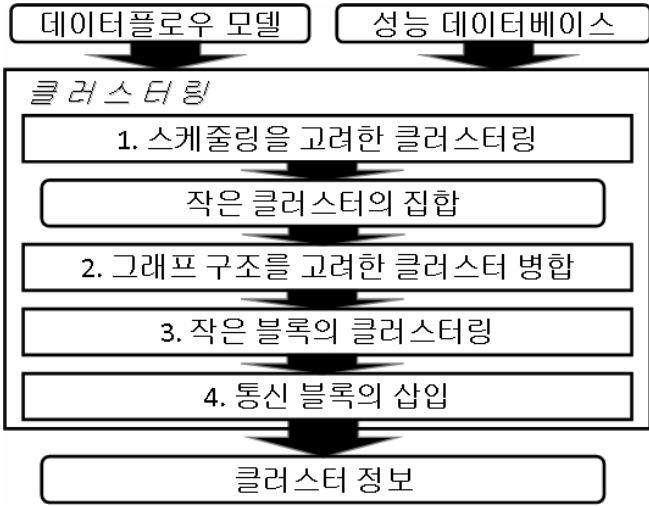 데이터플로우 모델
성능 데이터베이스
클러스터링
1. 스케줄링을 고려한 클러스터링
작은 클러스터의 집합
2. 그래프 구조를 고려한 클러스터 병합
3. 작은 블록의 클러스터링
4. 통신 블록의 삽입
클러스터 정보